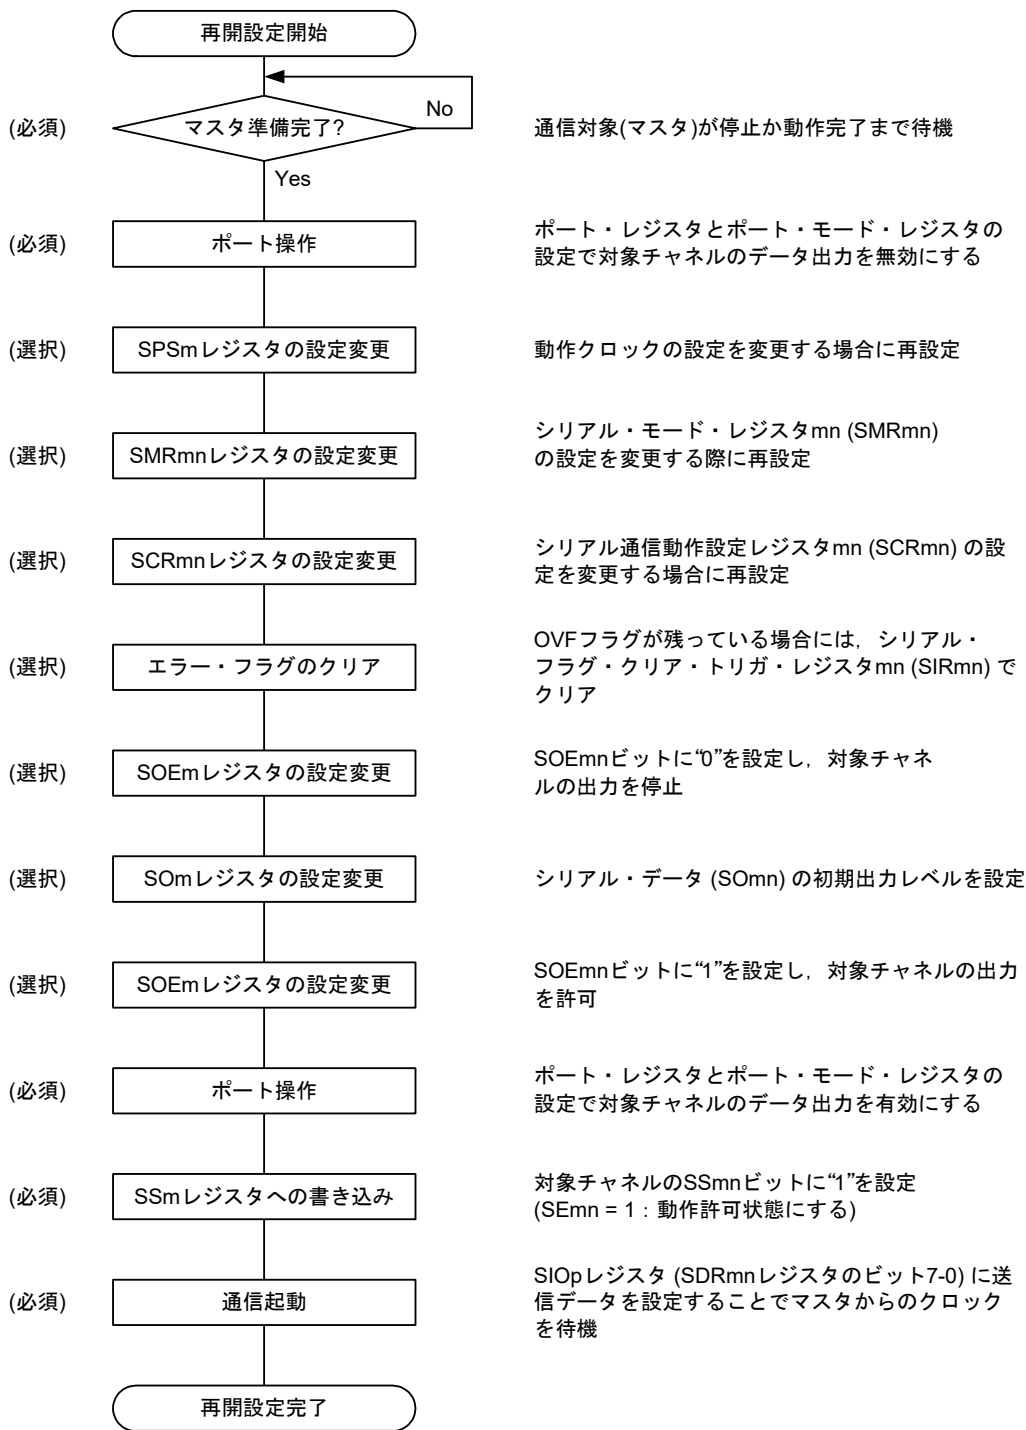 再開設定開始
No
(必須)
マスタ準備完了?
通信対象(マスタ)が停止か動作完了まで待機
Yes
(必須)
ポート操作
ポート・レジスタとポート・モード・レジスタの
設定で対象チャネルのデータ出力を無効にする
(選択)
SPSmレジスタの設定変更
動作クロックの設定を変更する場合に再設定
(選択)
SMRmnレジスタの設定変更
シリアル・モード・レジスタmn (SMRmn)
の設定を変更する際に再設定
(選択)
SCRmnレジスタの設定変更
シリアル通信動作設定レジスタmn (SCRmn) の設
定を変更する場合に再設定
(選択)
エラー・フラグのクリア
OVFフラグが残っている場合には，シリアル・
フラグ・クリア・トリガ・レジスタmn (SIRmn) で
クリア
(選択)
SOEmレジスタの設定変更
SOEmnビットに“0”を設定し，対象チャネ
ルの出力を停止
(選択)
SOmレジスタの設定変更
シリアル・データ (SOmn) の初期出力レベルを設定
(選択)
SOEmレジスタの設定変更
SOEmnビットに“1”を設定し，対象チャネルの出力
を許可
(必須)
ポート操作
ポート・レジスタとポート・モード・レジスタの
設定で対象チャネルのデータ出力を有効にする
(必須)
SSmレジスタへの書き込み
対象チャネルのSSmnビットに“1”を設定
(SEmn = 1：動作許可状態にする)
(必須)
通信起動
SIOpレジスタ (SDRmnレジスタのビット7-0) に送
信データを設定することでマスタからのクロック
を待機
再開設定完了